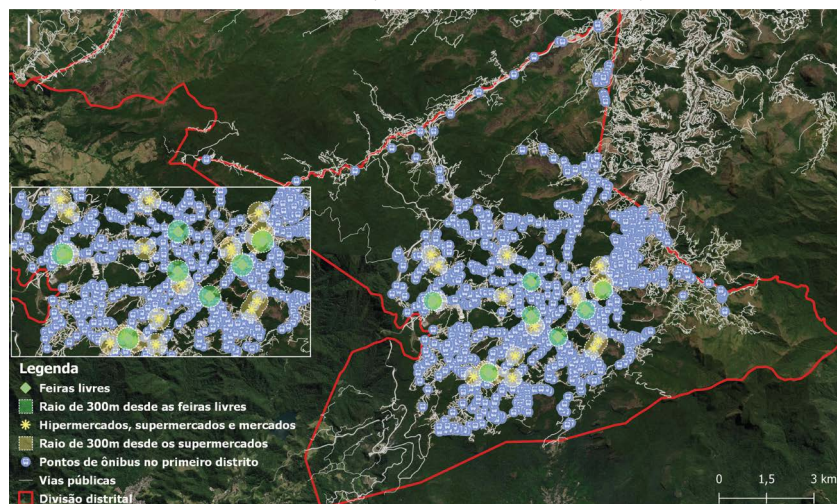 Legenda
Feiras livres
Raio de 300m desde as feiras livres
Hipermercados, supermercados e mercados
Raio de 300m desde os supermercados
Pontos de ônibus no primeiro distrito
Vias públicas
Divisão distrital
0 1,5 3 km